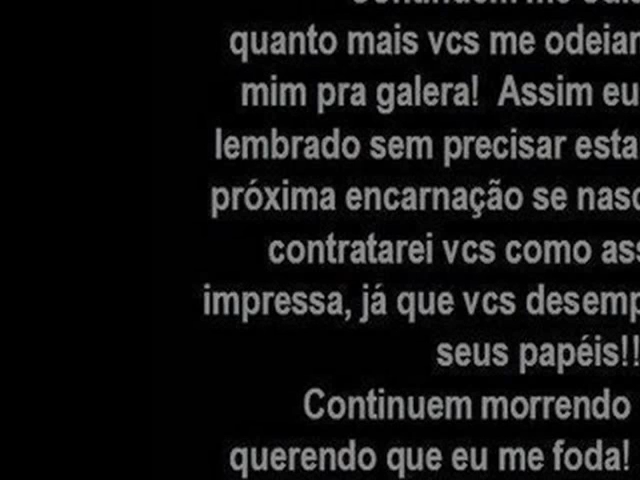 quanto mais vcs me odeiar
mim pra galera! Assim eu
lembrado sem precisar esta
próxima encarnação se nasc
contratarei vcs como ass
impressa, já que vcs desemp
seus papéis!!
Continuem morrendo
querendo que eu me foda!